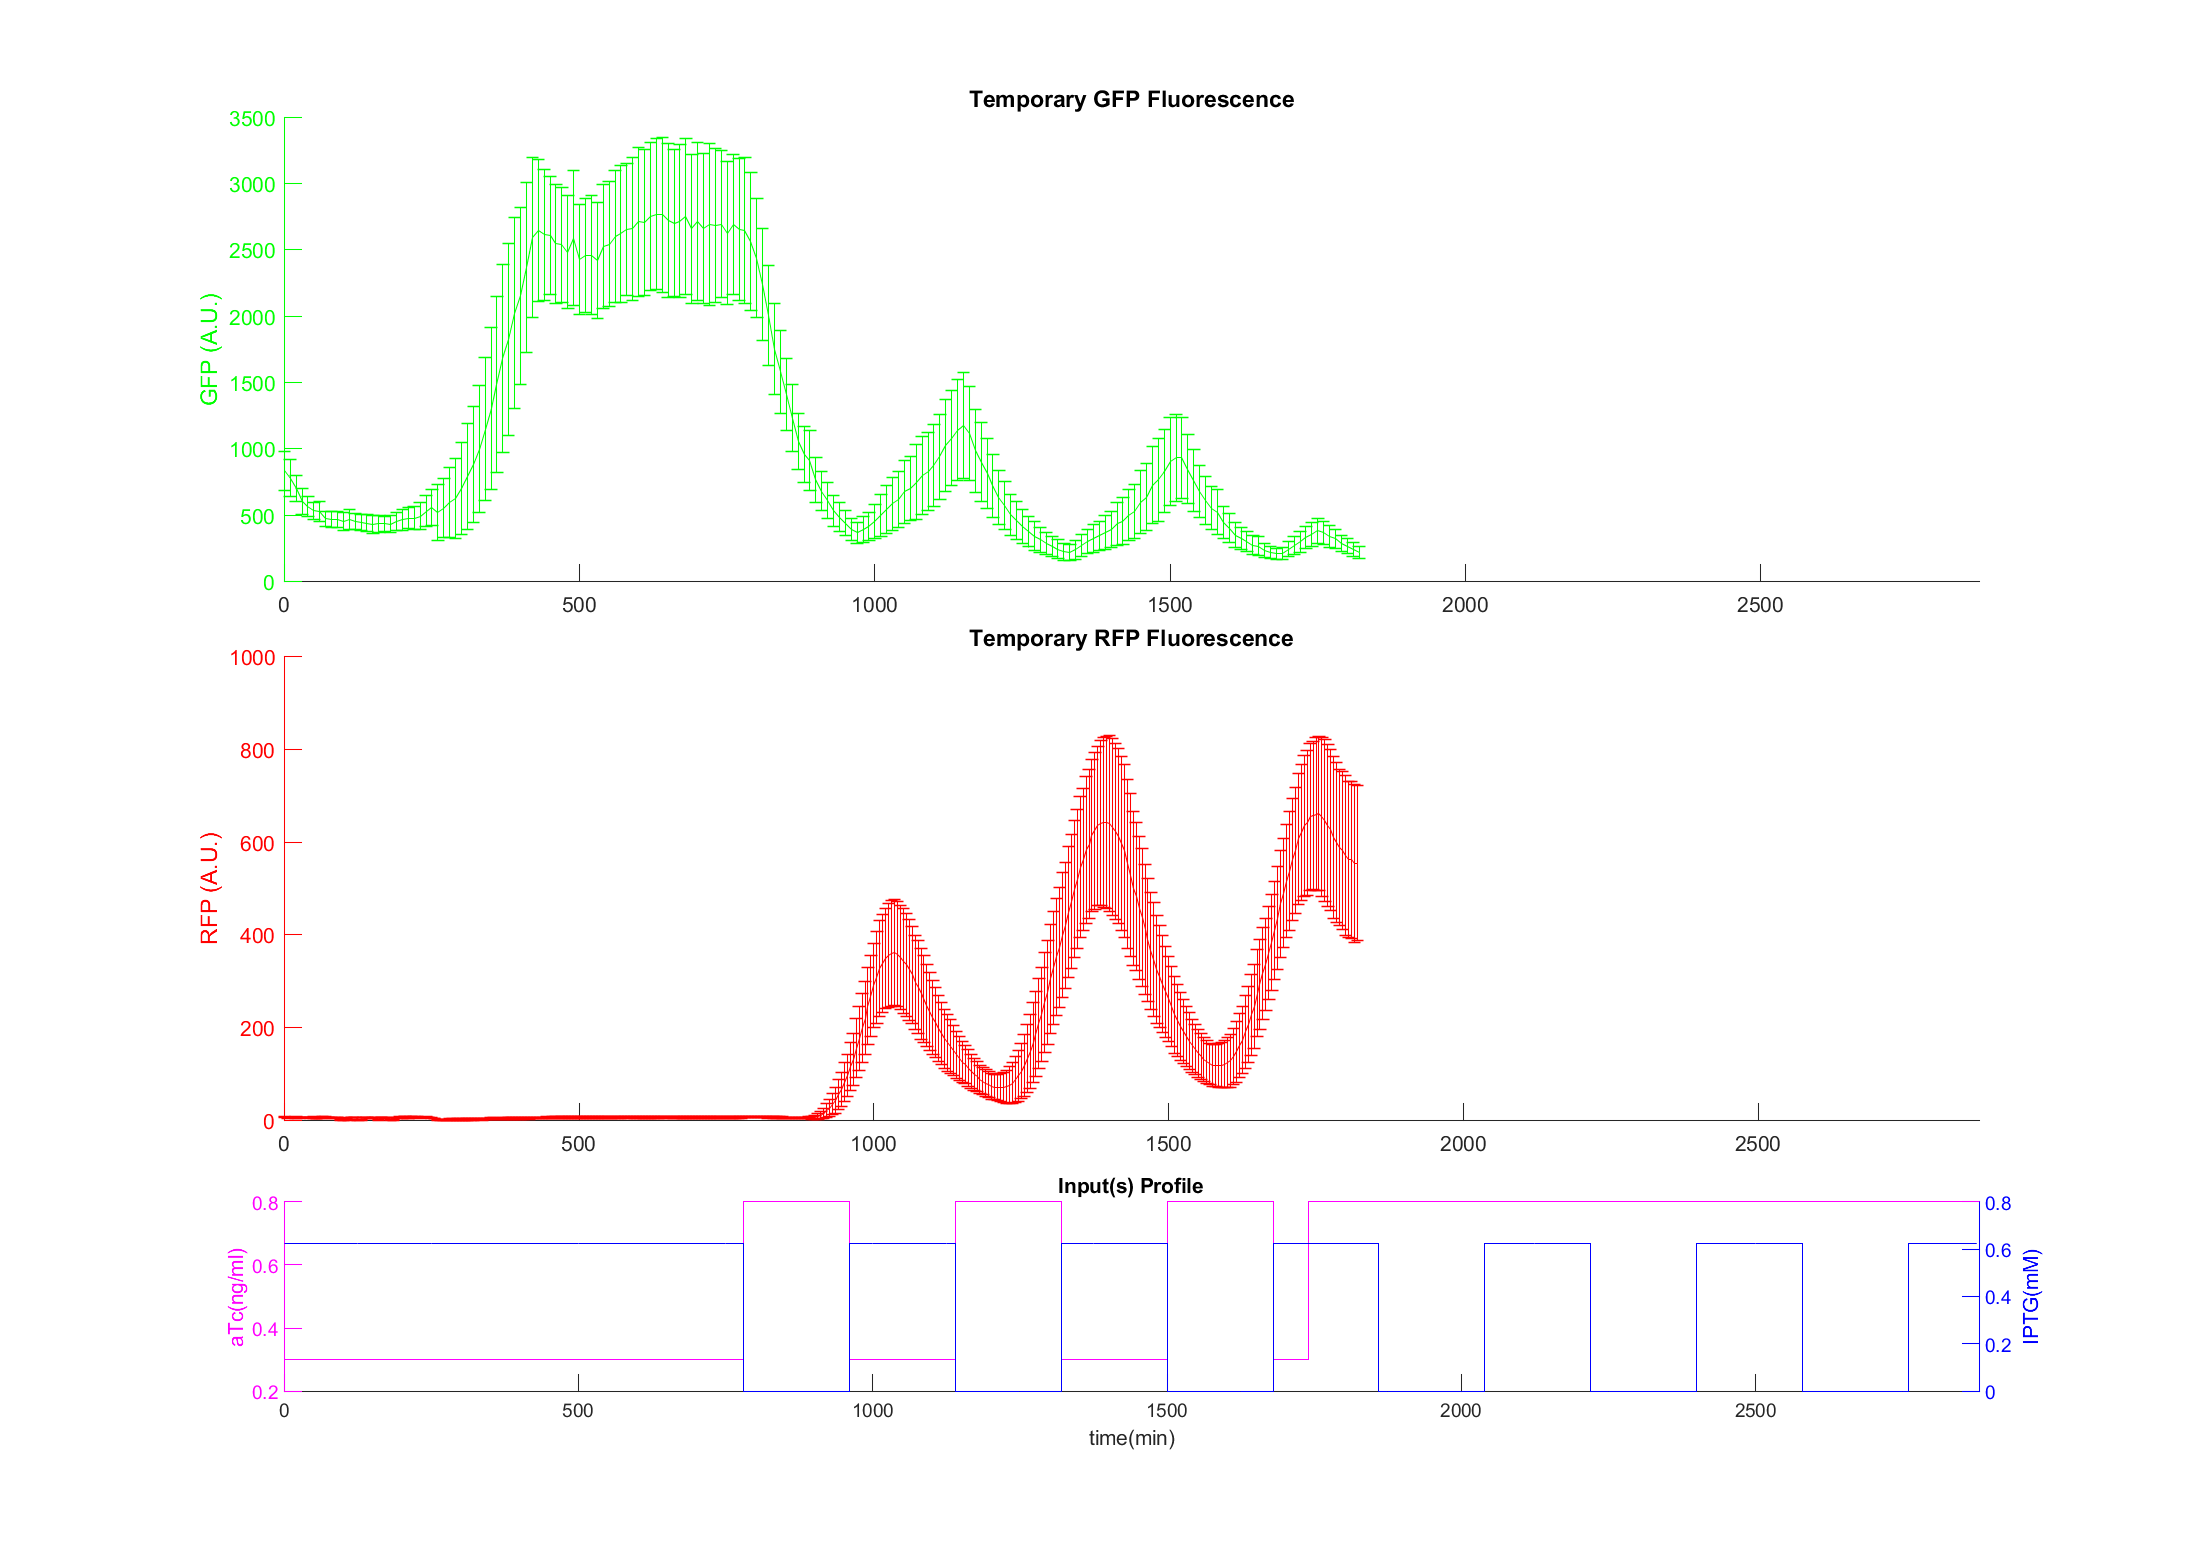 Temporary GFP Fluorescence
3500
3000
2500
2000
1500
1000
500
0
GFP (A.U.)
0 500 1000 1500 2000 2500
Temporary RFP Fluorescence
1000
800
600
400
200
0
RFP (A.U.)
0 500 1000 1500 2000 2500
Input(s) Profile
0.8
0.6
0.4
0.2
aTc(ng/ml)
0.8
0.6
0.4
0.2
0
IPTG(mM)
0 500 1000 1500 2000 2500
time(min)